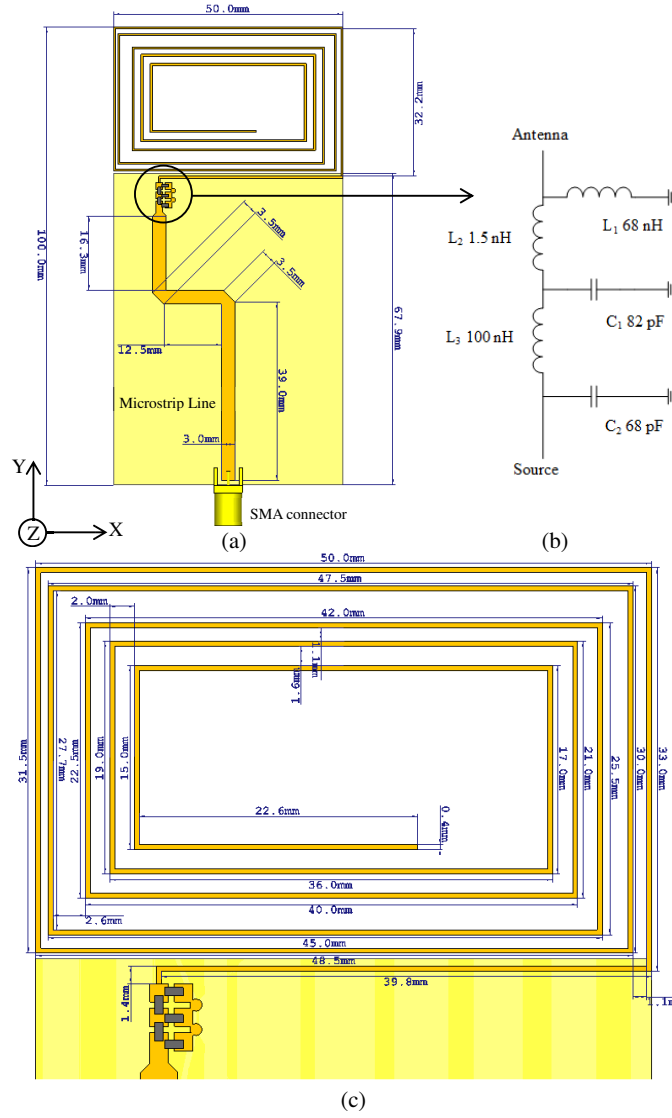 50.0mm
32.2mm
100.0mm
16.3mm
3.5mm
3.5mm
12.5mm
39.0mm
67.9mm
Microstrip Line
3.0mm
SMA connector
Y
Z
X
(a)
Antenna
L₁ 68 nH
L₂ 1.5 nH
C₁ 82 pF
L₃ 100 nH
C₂ 68 pF
Source
(b)
50.0mm
47.5mm
2.0mm
42.0mm
1.1mm
1.6mm
31.5mm
27.7mm
22.5mm
19.0mm
15.0mm
17.0mm
21.0mm
25.5mm
30.0mm
33.0mm
22.6mm
0.4mm
36.0mm
40.0mm
2.6mm
45.0mm
48.5mm
39.8mm
1.4mm
1.1m
(c)